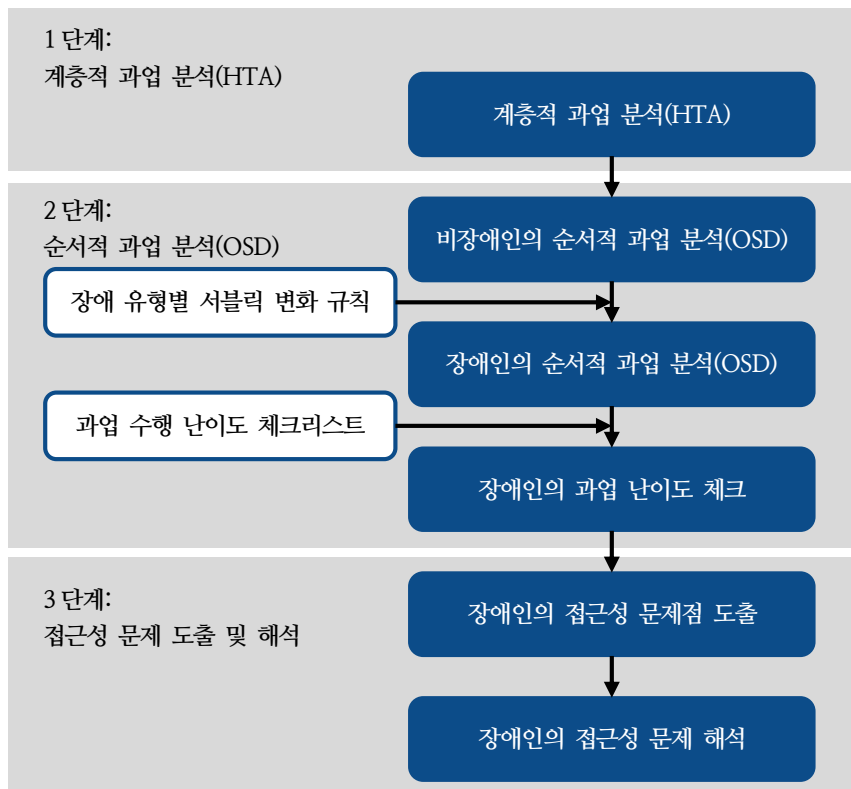 1단계:
계층적 과업 분석(HTA)
계층적 과업 분석(HTA)
2단계:
순서적 과업 분석(OSD)
비장애인의 순서적 과업 분석(OSD)
장애 유형별 서블릭 변화 규칙
장애인의 순서적 과업 분석(OSD)
과업 수행 난이도 체크리스트
장애인의 과업 난이도 체크
3단계:
접근성 문제 도출 및 해석
장애인의 접근성 문제점 도출
장애인의 접근성 문제 해석